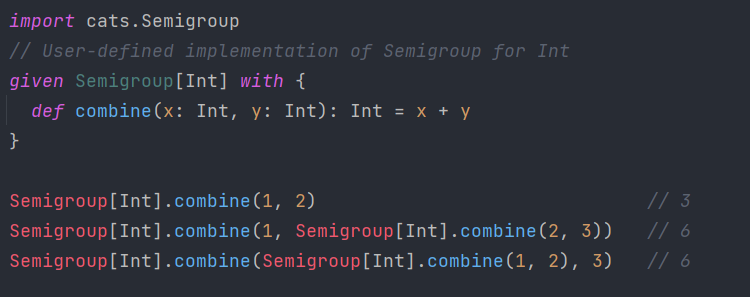 import cats.Semigroup
// User-defined implementation of Semigroup for Int
given Semigroup[Int] with {
  def combine(x: Int, y: Int): Int = x + y
}
Semigroup[Int].combine(1, 2) // 3
Semigroup[Int].combine(1, Semigroup[Int].combine(2, 3)) // 6
Semigroup[Int].combine(Semigroup[Int].combine(1, 2), 3) // 6